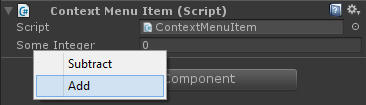 Context Menu Item (Script)
Script ContextMenuItem
Some Integer 0
Subtract
Add
Component